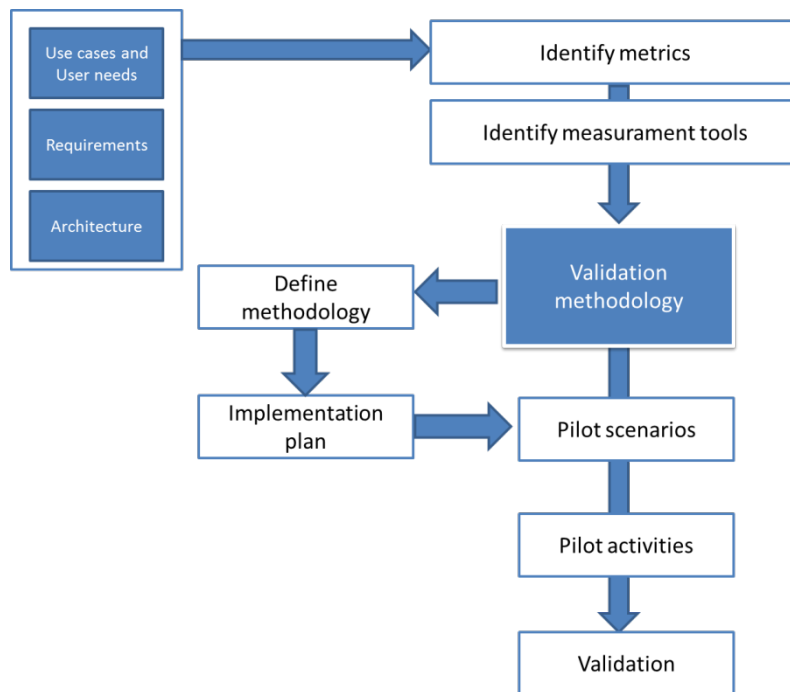 Use cases and
User needs
Requirements
Architecture
Identify metrics
Identify measurament tools
Validation
methodology
Define
methodology
Implementation
plan
Pilot scenarios
Pilot activities
Validation